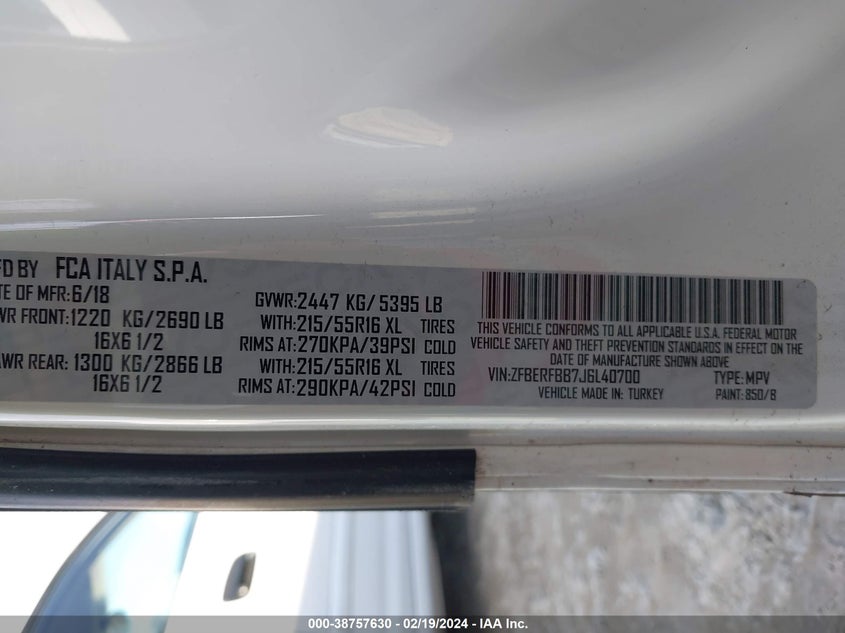 FD BY FCA ITALY S.P.A.
TE OF MFR:6/18
WR FRONT:1220 KG/2690 LB
16X6 1/2
AWR REAR: 1300 KG/2866 LB
16X6 1/2
GVWR:2447 KG/5395 LB
WITH:215/55R16 XL TIRES
RIMS AT:270KPA/39PSI COLD
WITH:215/55R16 XL TIRES
RIMS AT:290KPA/42PSI COLD
THIS VEHICLE CONFORMS TO ALL APPLICABLE U.S.A. FEDERAL MOTOR
VEHICLE SAFETY AND THEFT PREVENTION STANDARDS IN EFFECT ON THE
DATE OF MANUFACTURE SHOWN ABOVE
VIN:ZFBERFBB7J6L40700 TYPE: MPV
VEHICLE MADE IN: TURKEY PAINT: 850/8
000-38757630 - 02/19/2024 - IAA Inc.